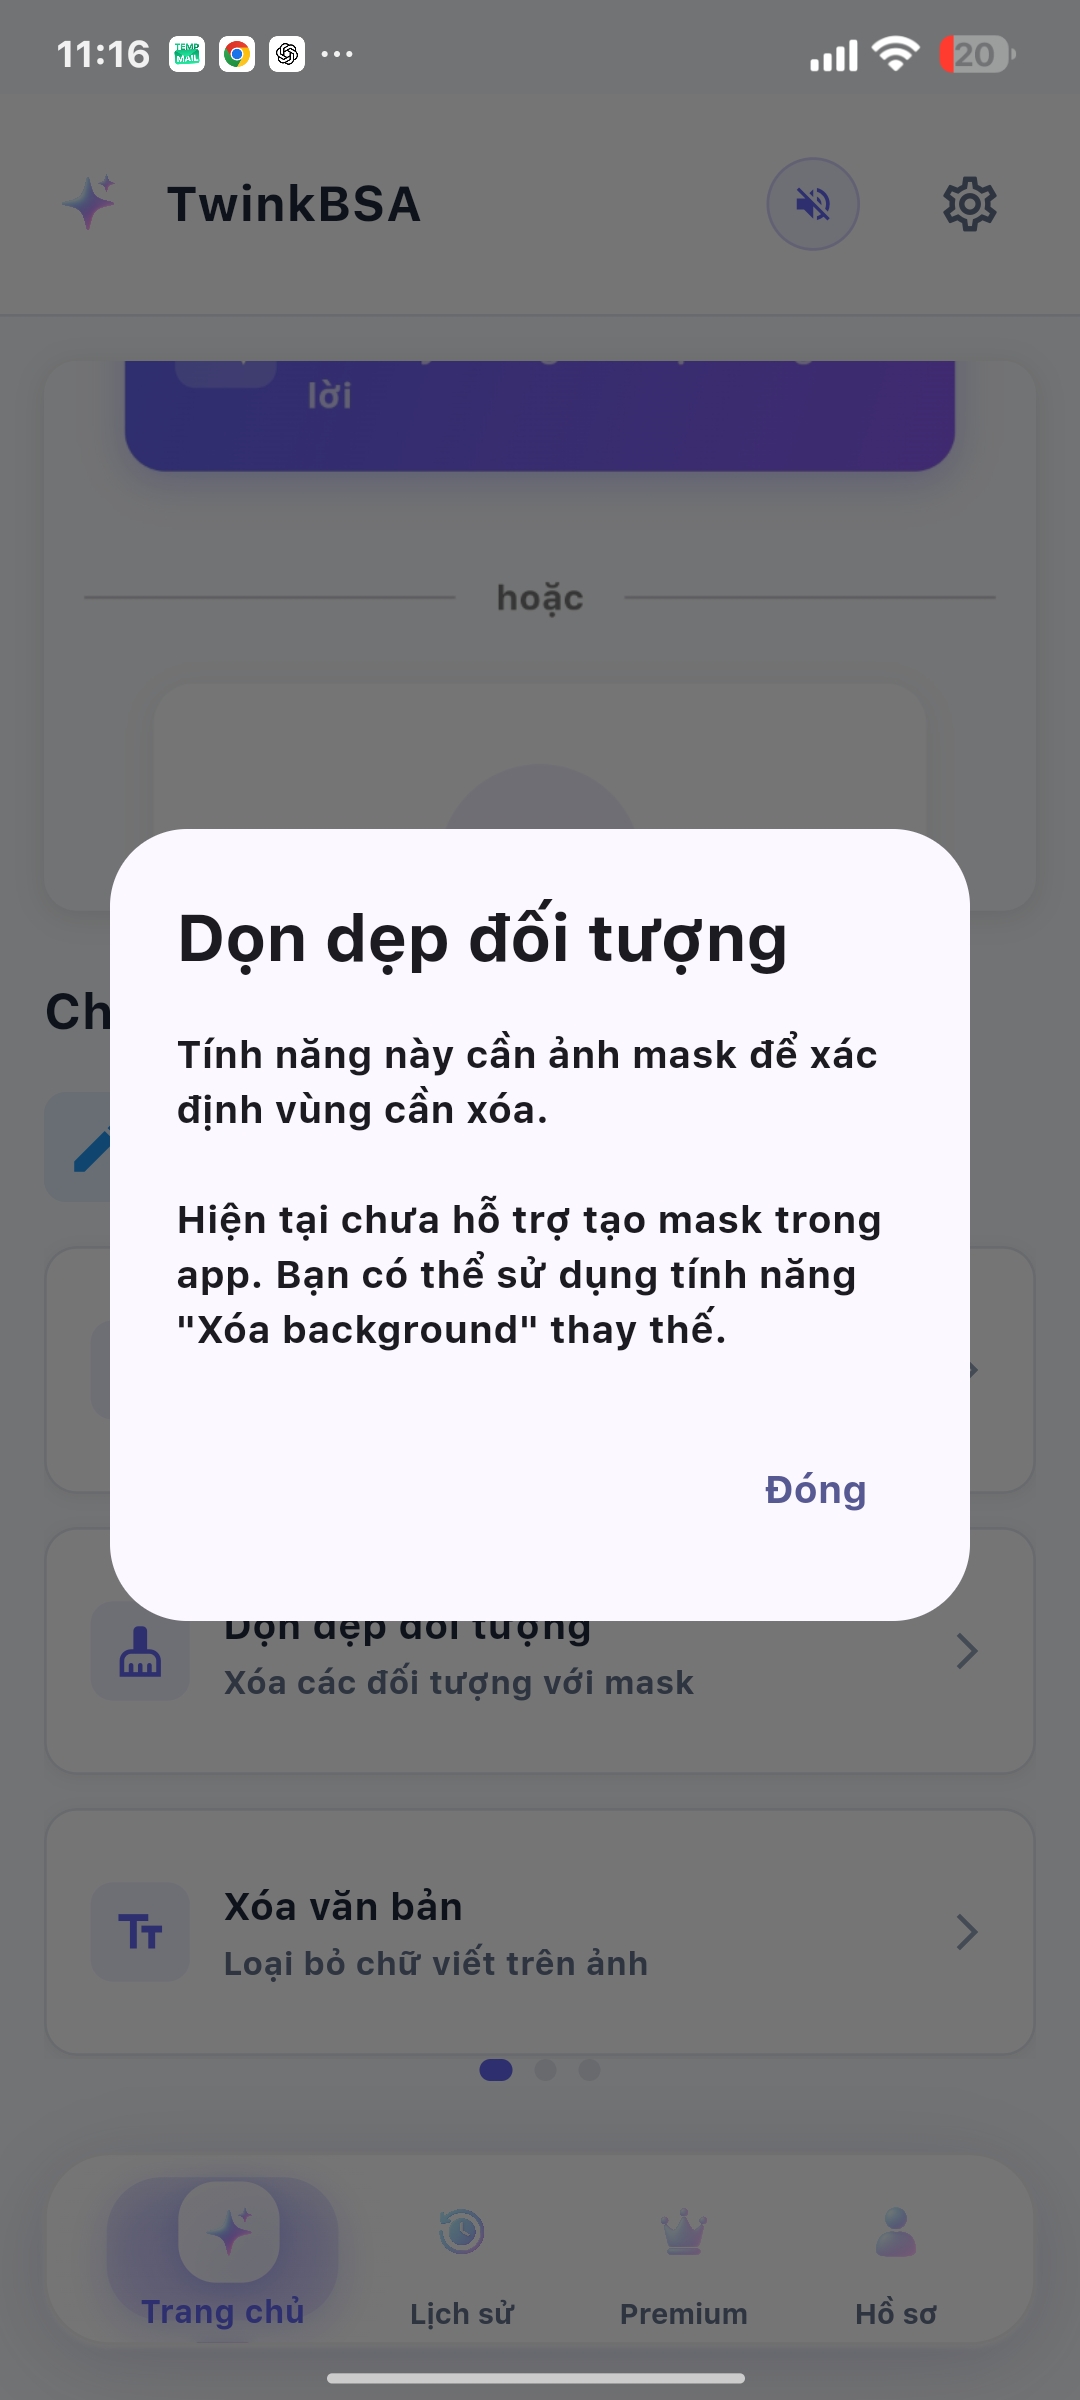 11:16
TEMP
MAIL
20
TwinkBSA
lời
hoặc
Dọn dẹp đối tượng
Tính năng này cần ảnh mask để xác
định vùng cần xóa.
Hiện tại chưa hỗ trợ tạo mask trong
app. Bạn có thể sử dụng tính năng
"Xóa background" thay thế.
Đóng
Ch
Dọn dẹp đối tượng
Xóa các đối tượng với mask
Xóa văn bản
Loại bỏ chữ viết trên ảnh
Trang chủ
Lịch sử
Premium
Hồ sơ